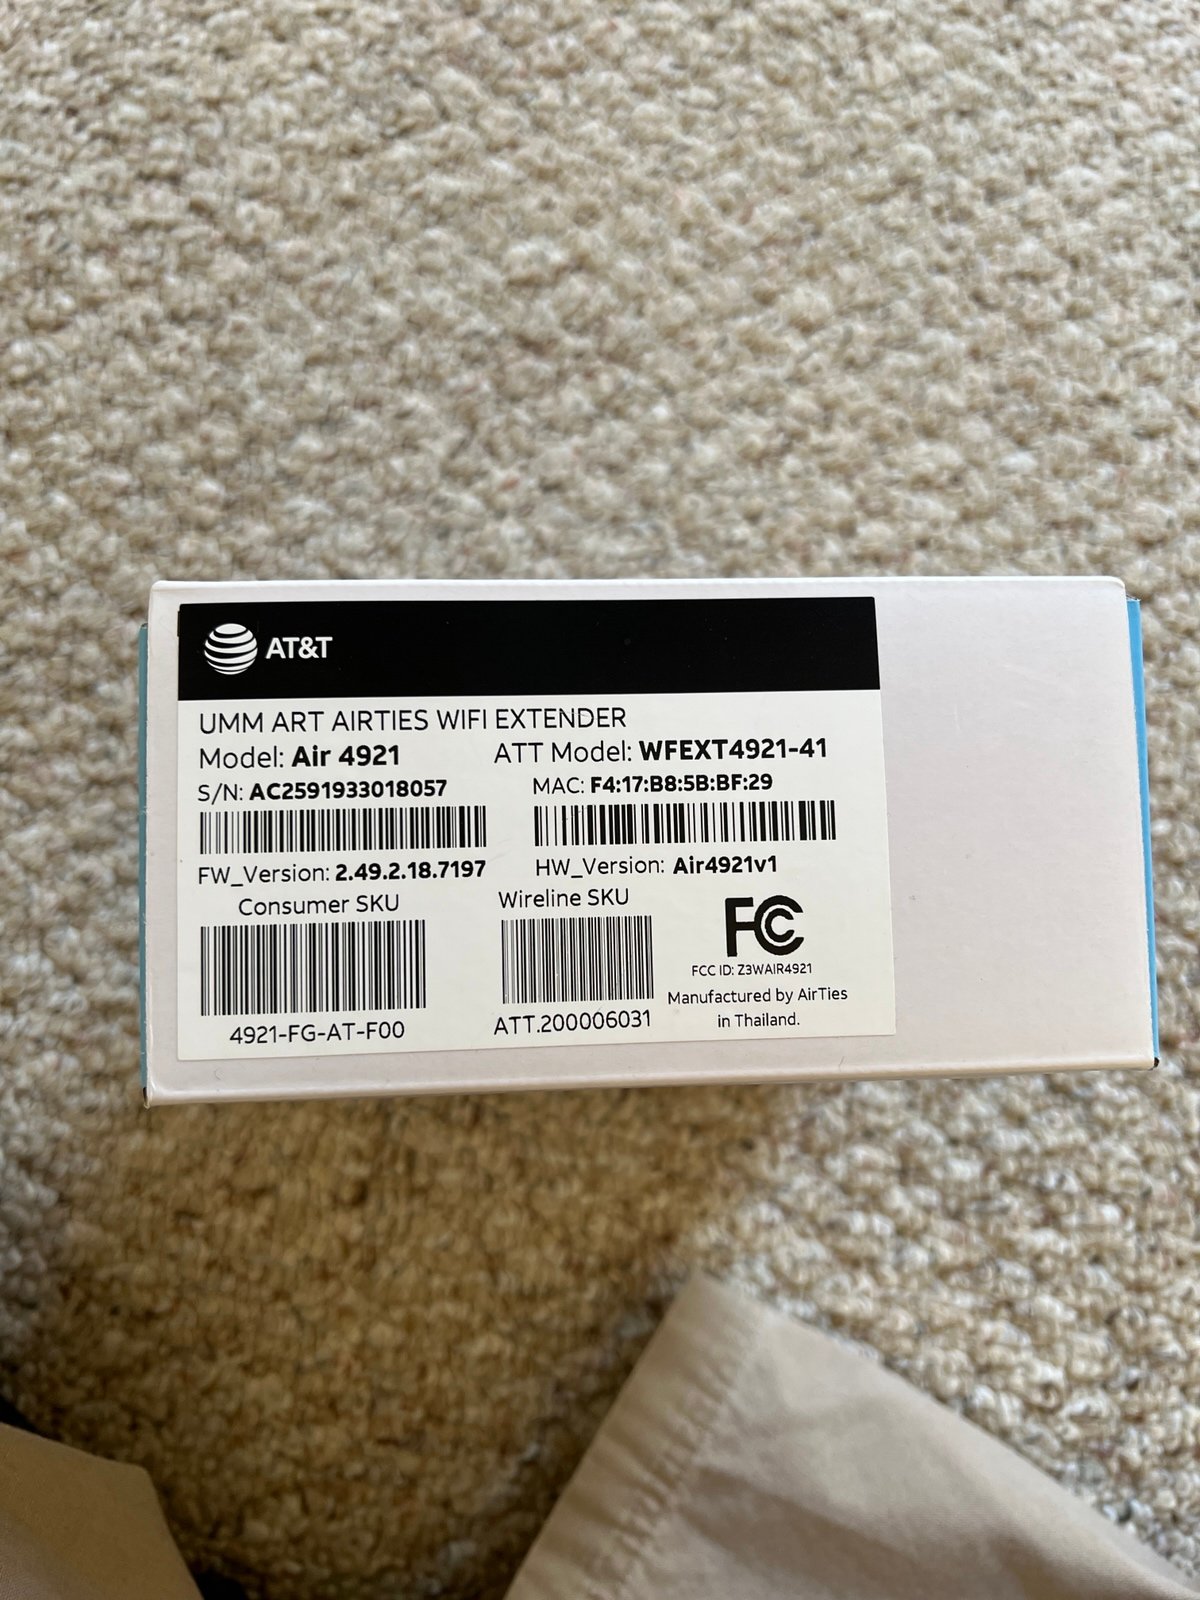 AT&T
UMM ART AIRTIES WIFI EXTENDER
Model: Air 4921 ATT Model: WFEXT4921-41
S/N: AC2591933018057 MAC: F4:17:B8:5B:BF:29
FW_Version: 2.49.2.18.7197 HW_Version: Air4921v1
Consumer SKU Wireline SKU
FC
FCC ID: Z3WAIR4921
Manufactured by AirTies
in Thailand.
4921-FG-AT-F00 ATT.200006031